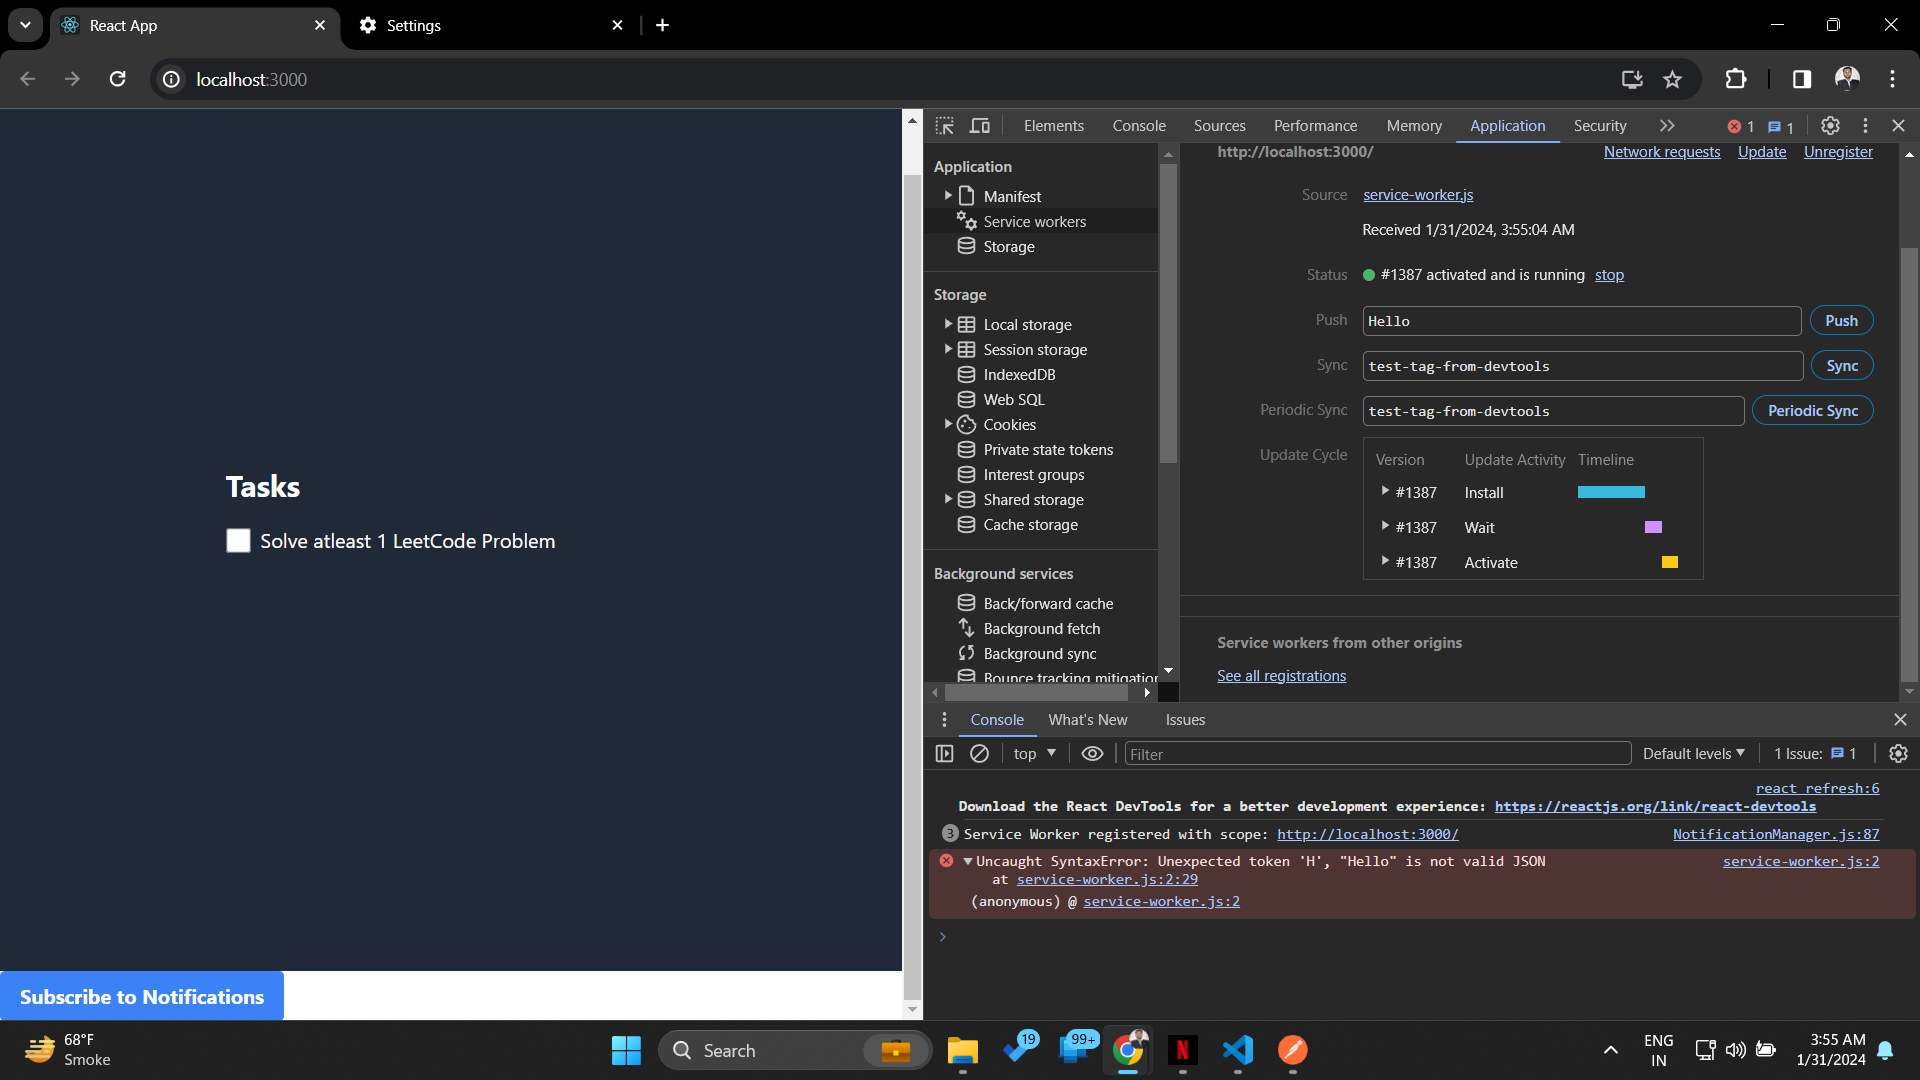 React App
Settings
localhost:3000
Tasks
Solve atleast 1 LeetCode Problem
Subscribe to Notifications
Elements
Console
Sources
Performance
Memory
Application
Security
1
1
Application
Manifest
Service workers
Storage
Storage
Local storage
Session storage
IndexedDB
Web SQL
Cookies
Private state tokens
Interest groups
Shared storage
Cache storage
Background services
Back/forward cache
Background fetch
Background sync
Bounce tracking mitigation
http://localhost:3000/
Network requests
Update
Unregister
Source
service-worker.js
Received 1/31/2024, 3:55:04 AM
Status
#1387 activated and is running
stop
Push
Hello
Push
Sync
test-tag-from-devtools
Sync
Periodic Sync
test-tag-from-devtools
Periodic Sync
Update Cycle
Version Update Activity Timeline
#1387 Install
#1387 Wait
#1387 Activate
Service workers from other origins
See all registrations
Console
What's New
Issues
top
Filter
Default levels
1 Issue: 1
react refresh:6
Download the React DevTools for a better development experience: https://reactjs.org/link/react-devtools
3 Service Worker registered with scope: http://localhost:3000/ NotificationManager.js:87
Uncaught SyntaxError: Unexpected token 'H', "Hello" is not valid JSON service-worker.js:2
at service-worker.js:2:29
(anonymous) @ service-worker.js:2
68°F
Smoke
Search
19
99+
N
ENG
IN
3:55 AM
1/31/2024